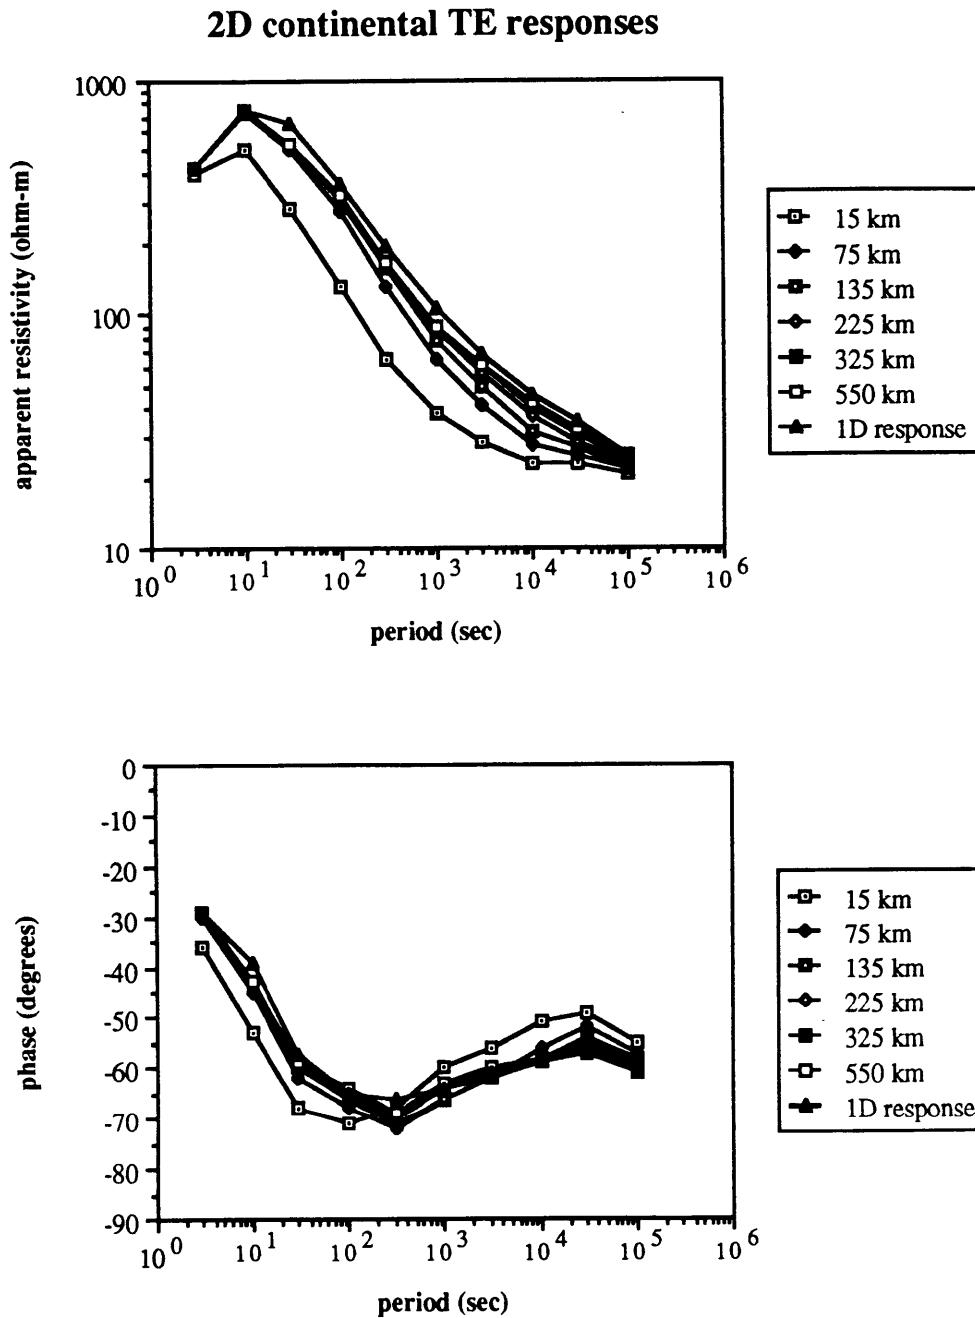 2D continental TE responses
1000
100
10
apparent resistivity (ohm-m)
10^0 10^1 10^2 10^3 10^4 10^5 10^6
period (sec)
15 km
75 km
135 km
225 km
325 km
550 km
1D response
0
-10
-20
-30
-40
-50
-60
-70
-80
-90
phase (degrees)
10^0 10^1 10^2 10^3 10^4 10^5 10^6
period (sec)
15 km
75 km
135 km
225 km
325 km
550 km
1D response